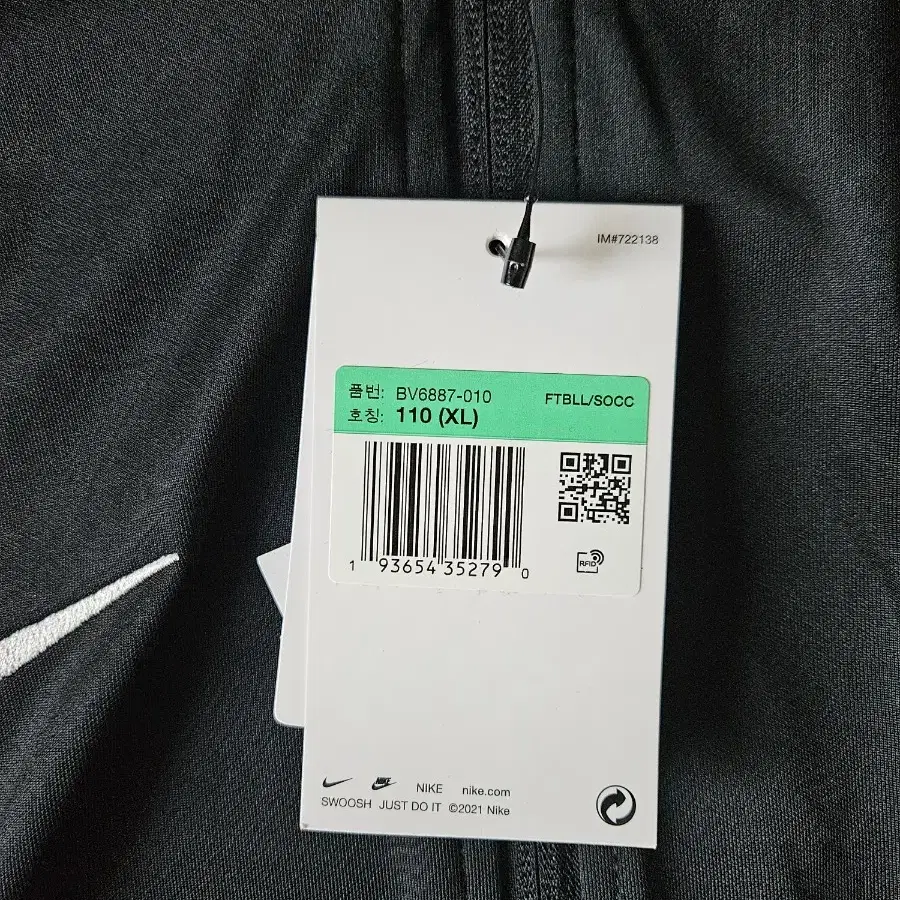 IM#722138
품번: BV6887-010 FTBLL/SOCC
호칭: 110 (XL)
1 93654 35279 0
RFID
NIKE nike.com
SWOOSH JUST DO IT ©2021 Nike